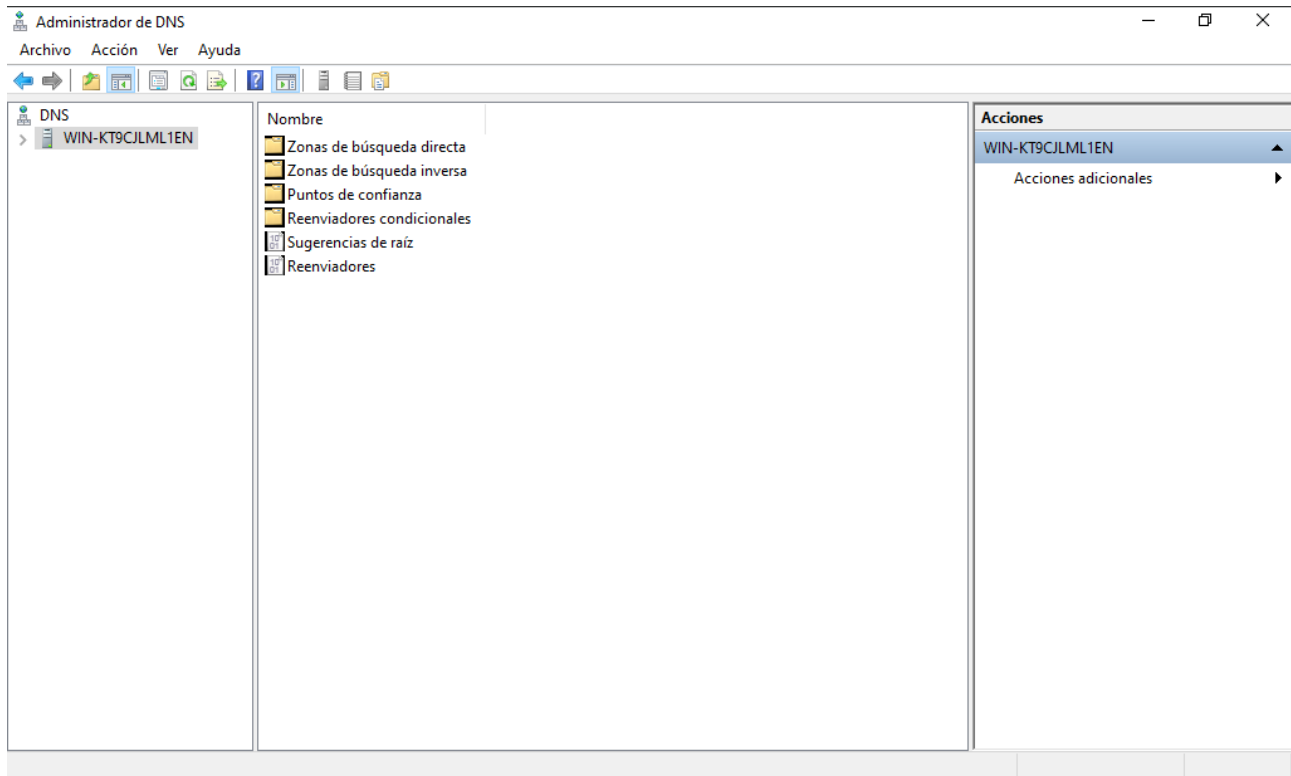 Administrador de DNS
Archivo Acción Ver Ayuda
DNS
WIN-KT9CJLML1EN
Nombre
Zonas de búsqueda directa
Zonas de búsqueda inversa
Puntos de confianza
Reenviadores condicionales
Sugerencias de raíz
Reenviadores
Acciones
WIN-KT9CJLML1EN
Acciones adicionales